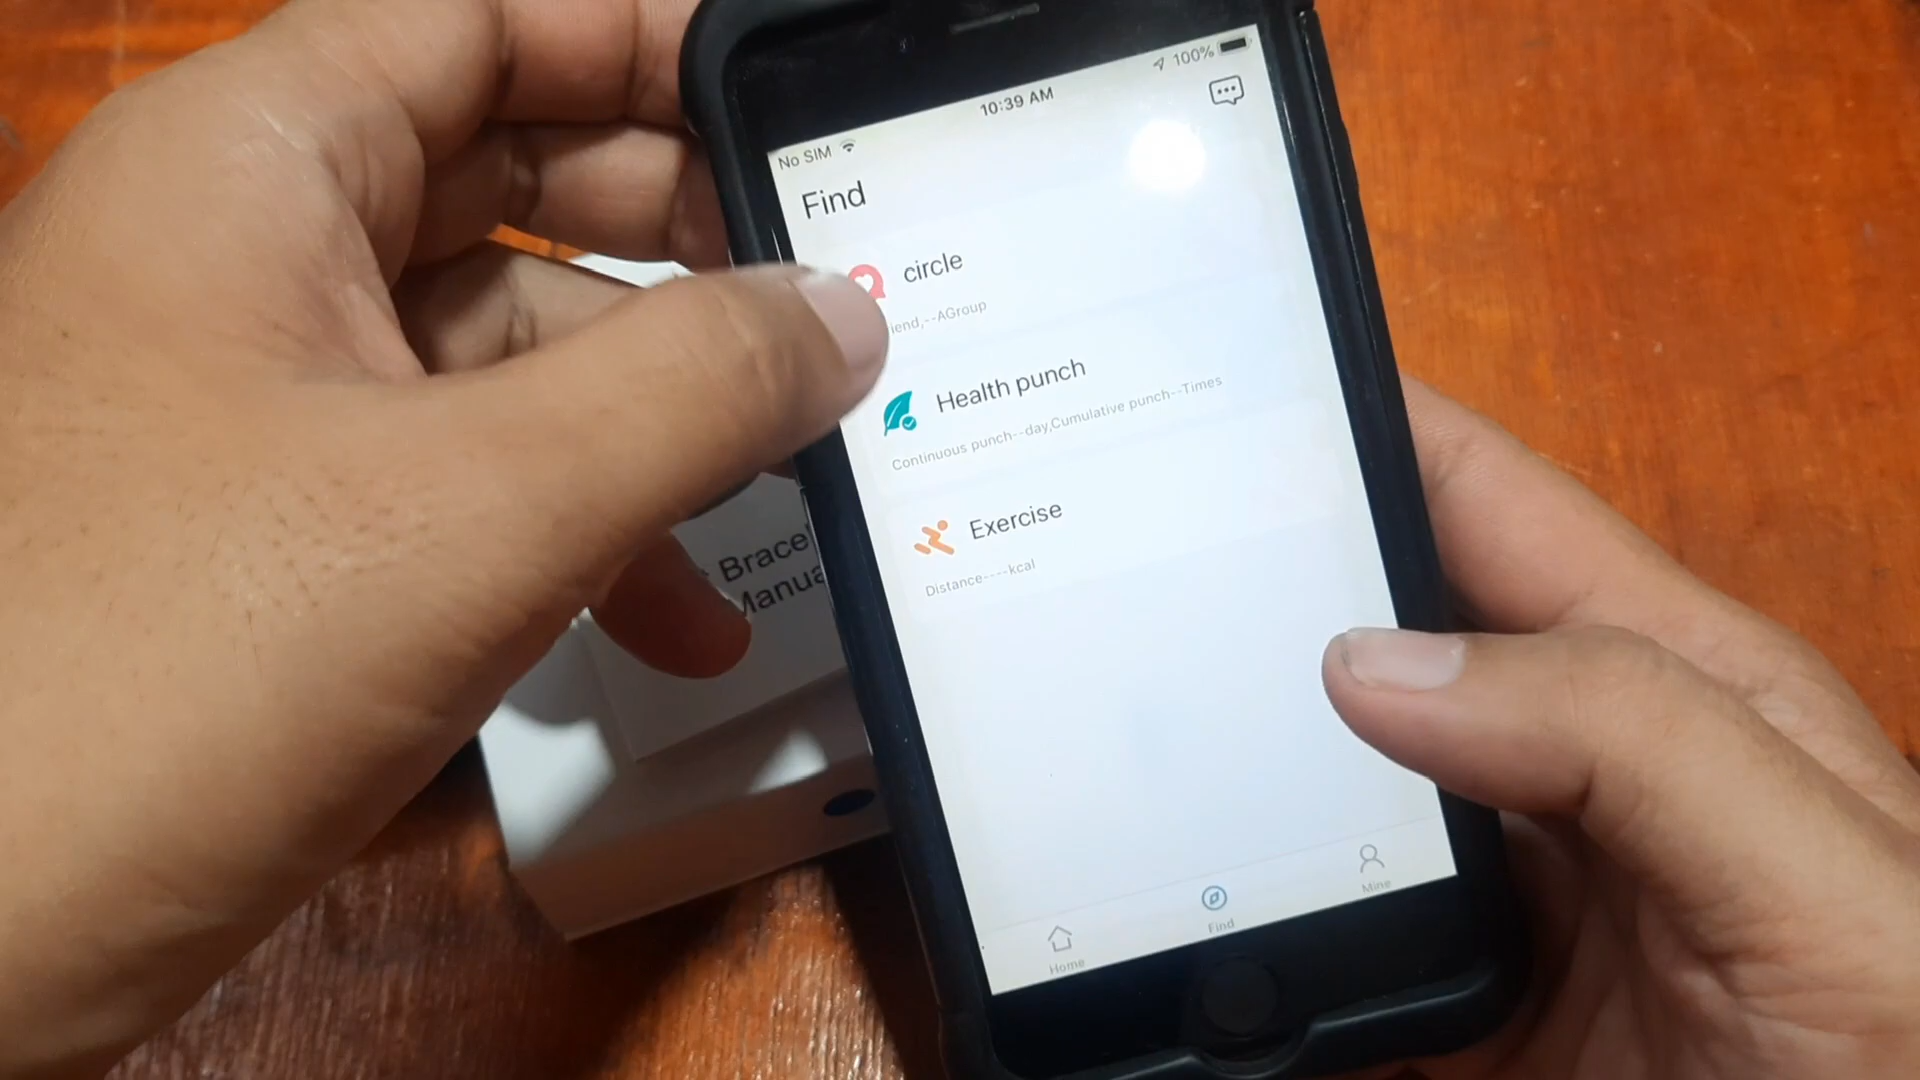 No SIM 10:39 AM 100%
Find
circle
iend,--AGroup
Health punch
Continuous punch--day,Cumulative punch--Times
Exercise
Distance----kcal
Home Find Mine